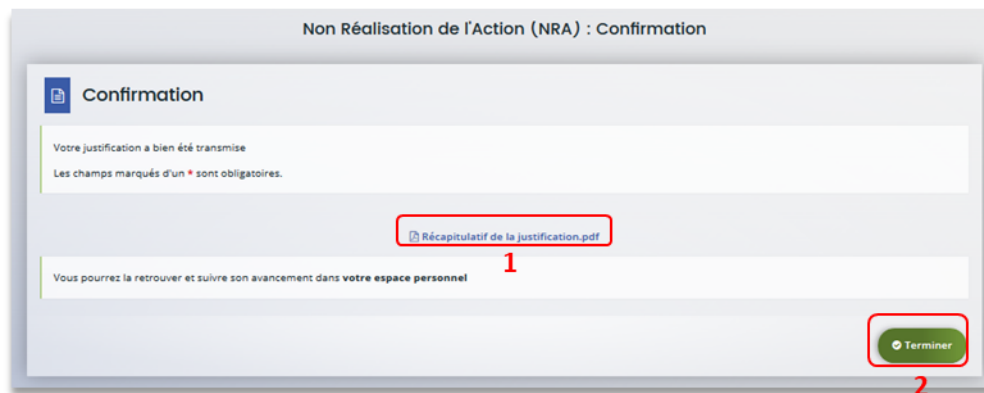 Non Réalisation de l'Action (NRA) : Confirmation
Confirmation
Votre justification a bien été transmise
Les champs marqués d'un * sont obligatoires.
Récapitulatif de la justification.pdf
1
Vous pourrez la retrouver et suivre son avancement dans votre espace personnel
Terminer
2